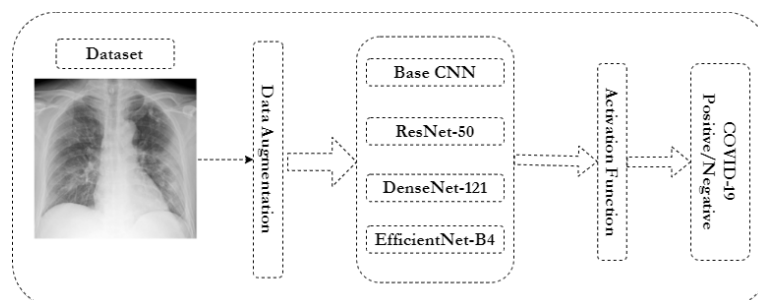 Dataset
Data Augmentation
Base CNN
ResNet-50
DenseNet-121
EfficientNet-B4
Activation Function
COVID-19
Positive/Negative